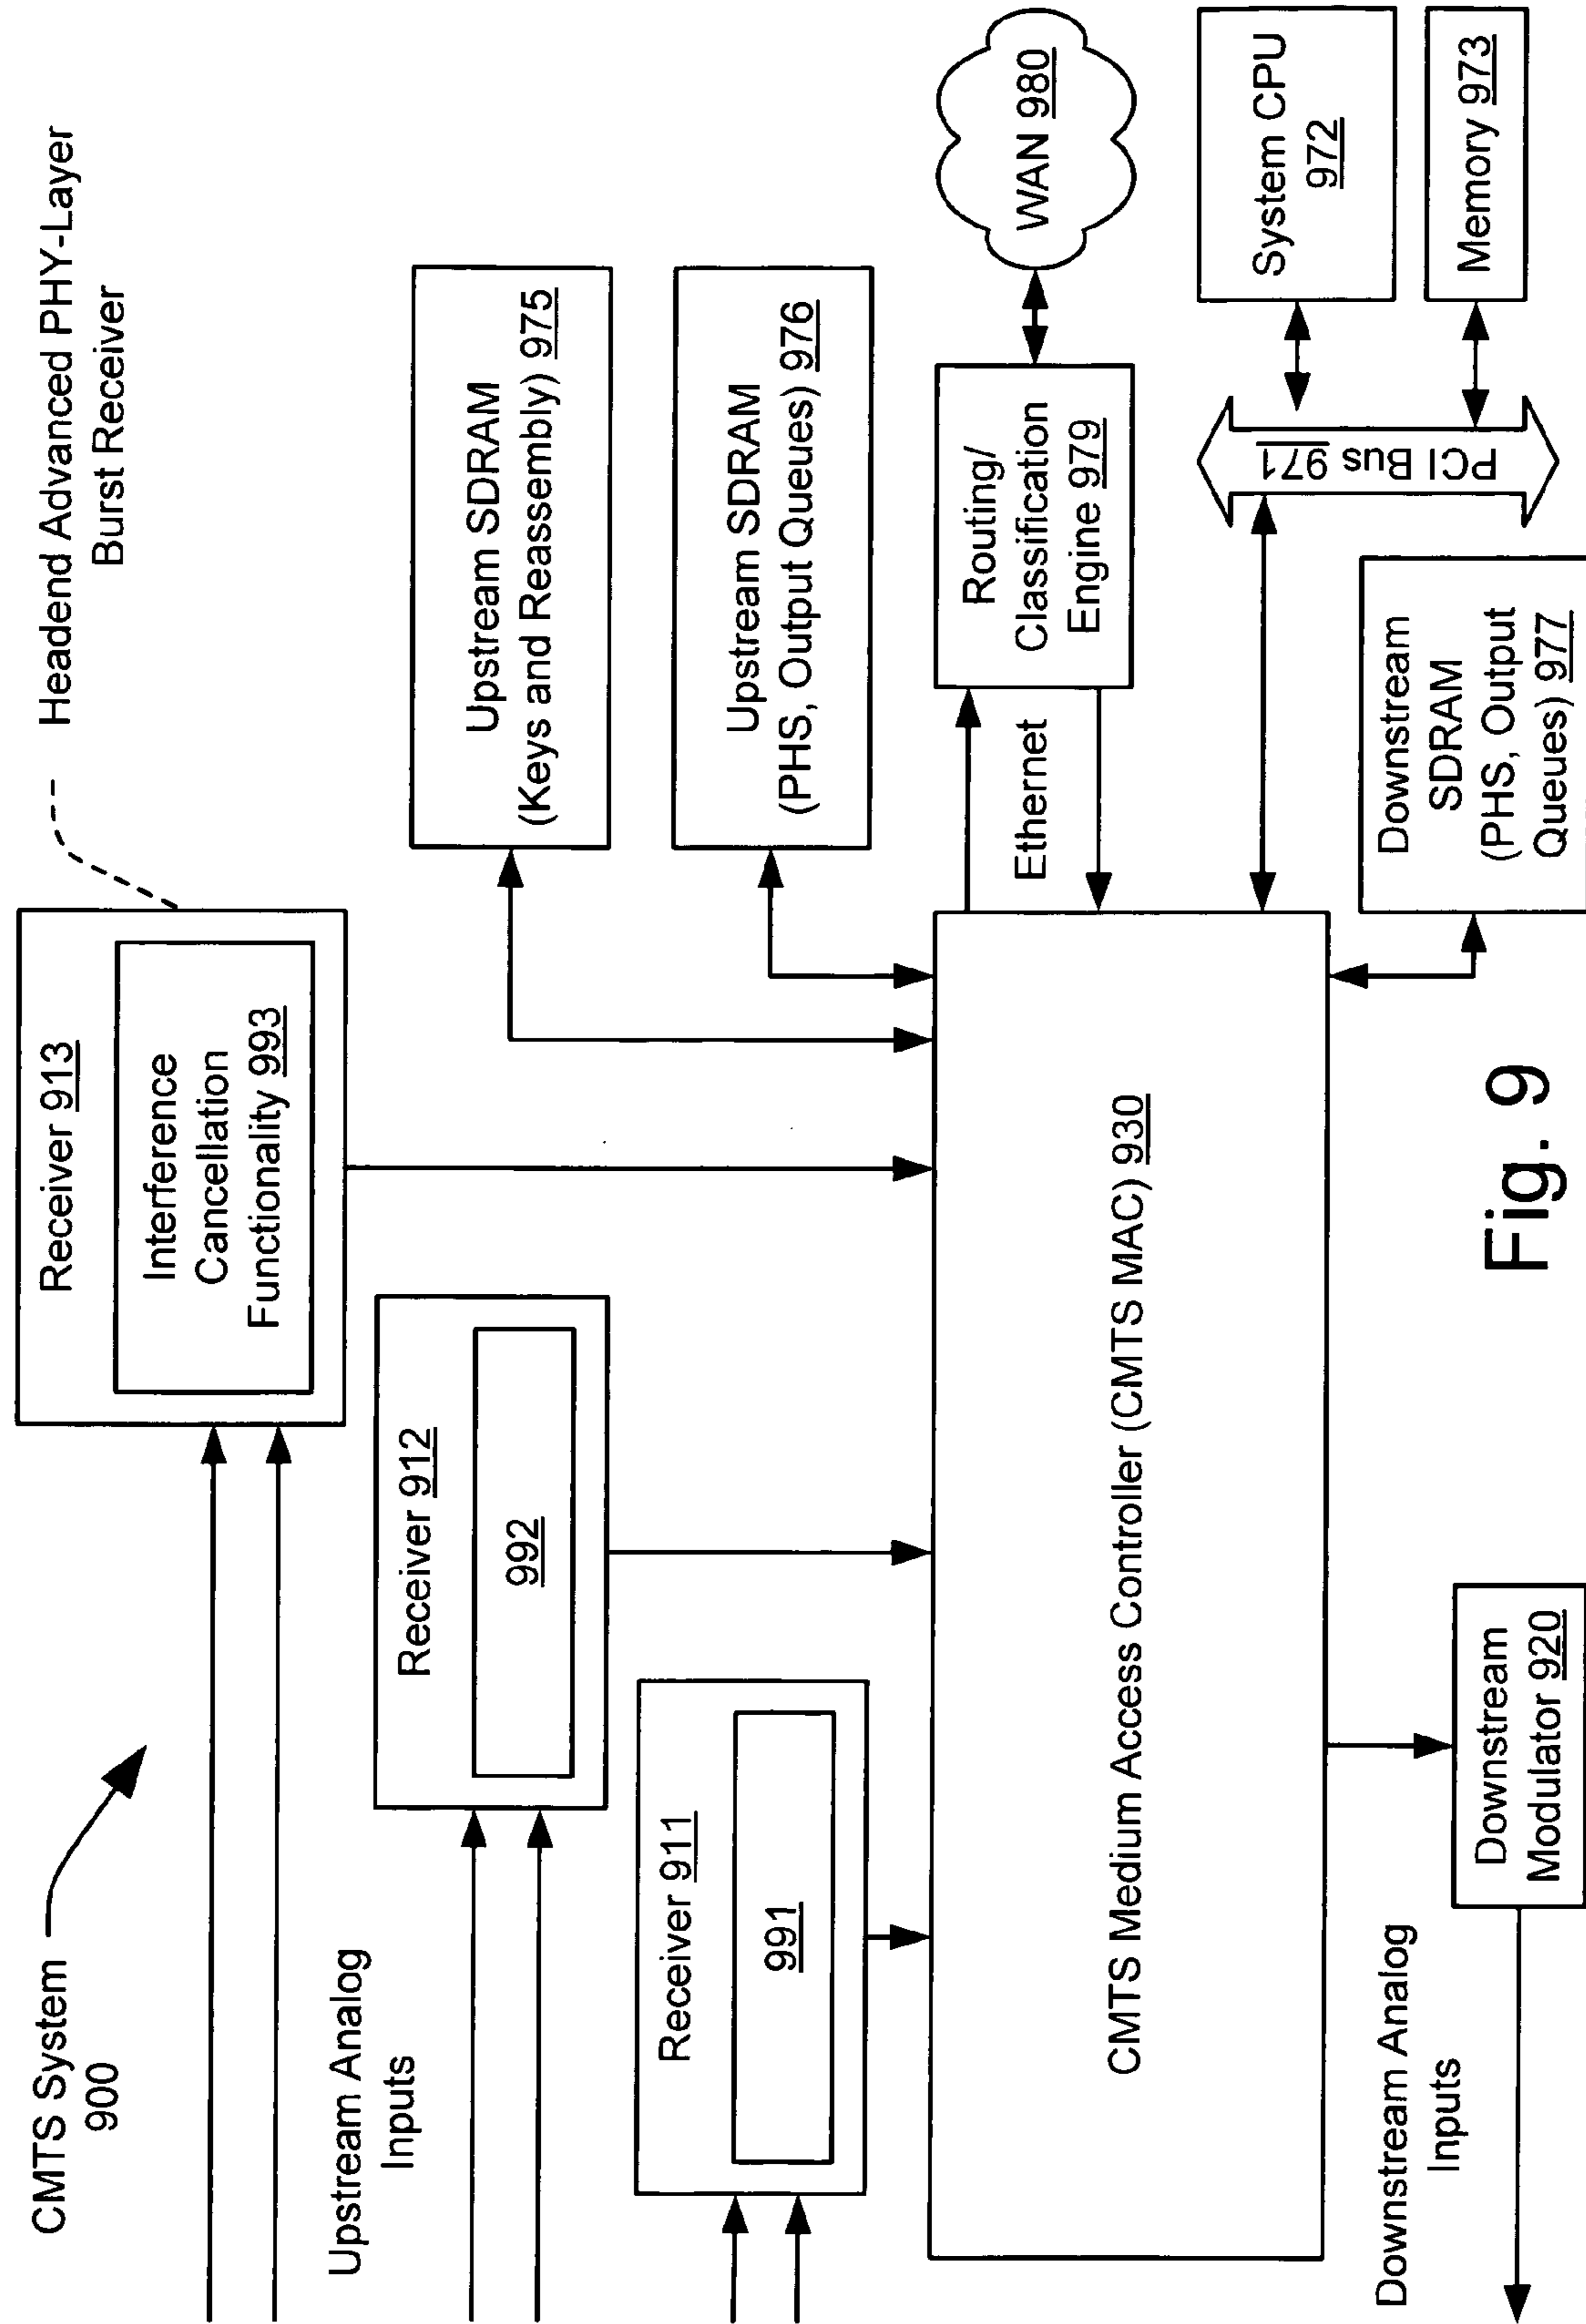 CMTS System
900
Headend Advanced PHY-Layer
Burst Receiver
Receiver 913
Interference
Cancellation
Functionality 993
Upstream Analog
Inputs
Receiver 912
992
Receiver 911
991
Upstream SDRAM
(Keys and Reassembly) 975
Upstream SDRAM
(PHS, Output Queues) 976
CMTS Medium Access Controller (CMTS MAC) 930
Ethernet
Routing/
Classification
Engine 979
WAN 980
PCI Bus 971
System CPU
972
Memory 973
Downstream
SDRAM
(PHS, Output
Queues) 977
Downstream Analog
Inputs
Downstream
Modulator 920
Fig. 9